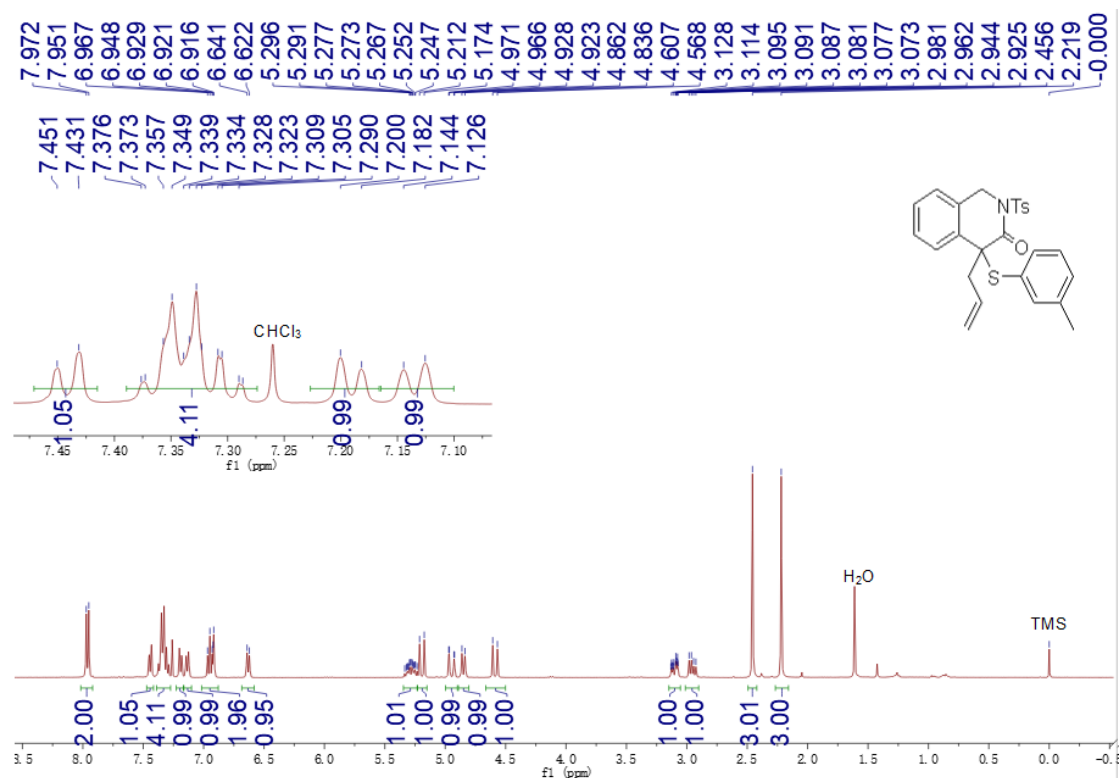 7.972 7.951 6.967 6.948 6.929 6.921 6.916 6.641 6.622 5.296 5.291 5.277 5.273 5.267 5.252 5.247 5.212 5.174 4.971 4.966 4.928 4.923 4.862 4.836 4.607 4.568 3.128 3.114 3.095 3.091 3.087 3.081 3.077 3.073 2.981 2.962 2.944 2.925 2.456 2.219 -0.000
7.451 7.431 7.376 7.373 7.357 7.349 7.339 7.334 7.328 7.323 7.309 7.305 7.290 7.200 7.182 7.144 7.126
NTs
O
S
CHCl3
1.05 4.11 0.99 0.99
7.45 7.40 7.35 7.30 7.25 7.20 7.15 7.10
f1 (ppm)
H2O
TMS
2.00 1.05 4.11 0.99 0.99 1.96 0.95 1.01 1.00 0.99 0.99 1.00 1.00 1.00 3.01 3.00
8.5 8.0 7.5 7.0 6.5 6.0 5.5 5.0 4.5 4.0 3.5 3.0 2.5 2.0 1.5 1.0 0.5 0.0
f1 (ppm)